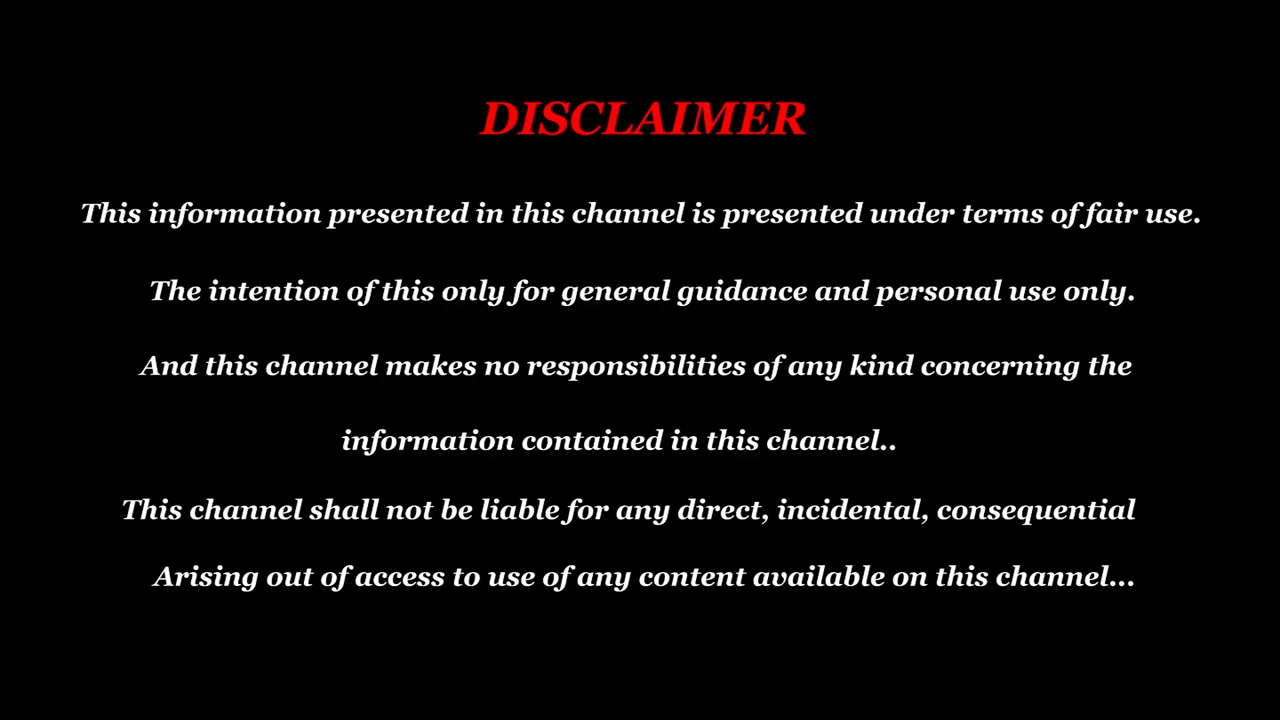 DISCLAIMER
This information presented in this channel is presented under terms of fair use.
The intention of this only for general guidance and personal use only.
And this channel makes no responsibilities of any kind concerning the
information contained in this channel..
This channel shall not be liable for any direct, incidental, consequential
Arising out of access to use of any content available on this channel...